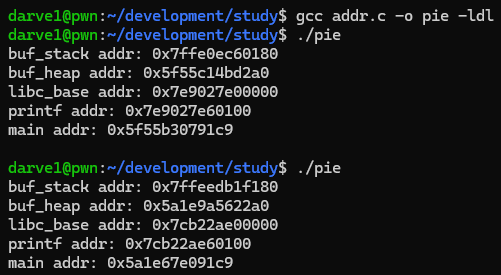 darve1@pwn:~/development/study$ gcc addr.c -o pie -ldl
darve1@pwn:~/development/study$ ./pie
buf_stack addr: 0x7ffe0ec60180
buf_heap addr: 0x5f55c14bd2a0
libc_base addr: 0x7e9027e00000
printf addr: 0x7e9027e60100
main addr: 0x5f55b30791c9
darve1@pwn:~/development/study$ ./pie
buf_stack addr: 0x7ffeedb1f180
buf_heap addr: 0x5a1e9a5622a0
libc_base addr: 0x7cb22ae00000
printf addr: 0x7cb22ae60100
main addr: 0x5a1e67e091c9